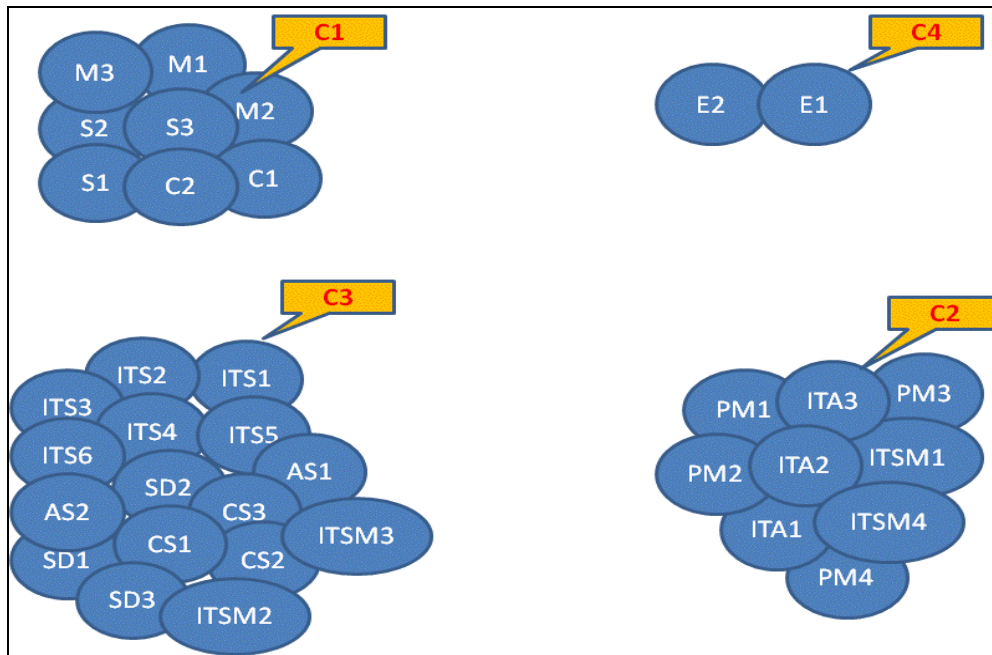 C1
M3
M1
M2
S2
S3
S1
C2
C1
C4
E2
E1
C3
ITS2
ITS1
ITS3
ITS4
ITS5
ITS6
AS1
SD2
AS2
CS3
ITSM3
CS1
SD1
CS2
SD3
ITSM2
C2
PM1
ITA3
PM3
PM2
ITA2
ITSM1
ITA1
ITSM4
PM4